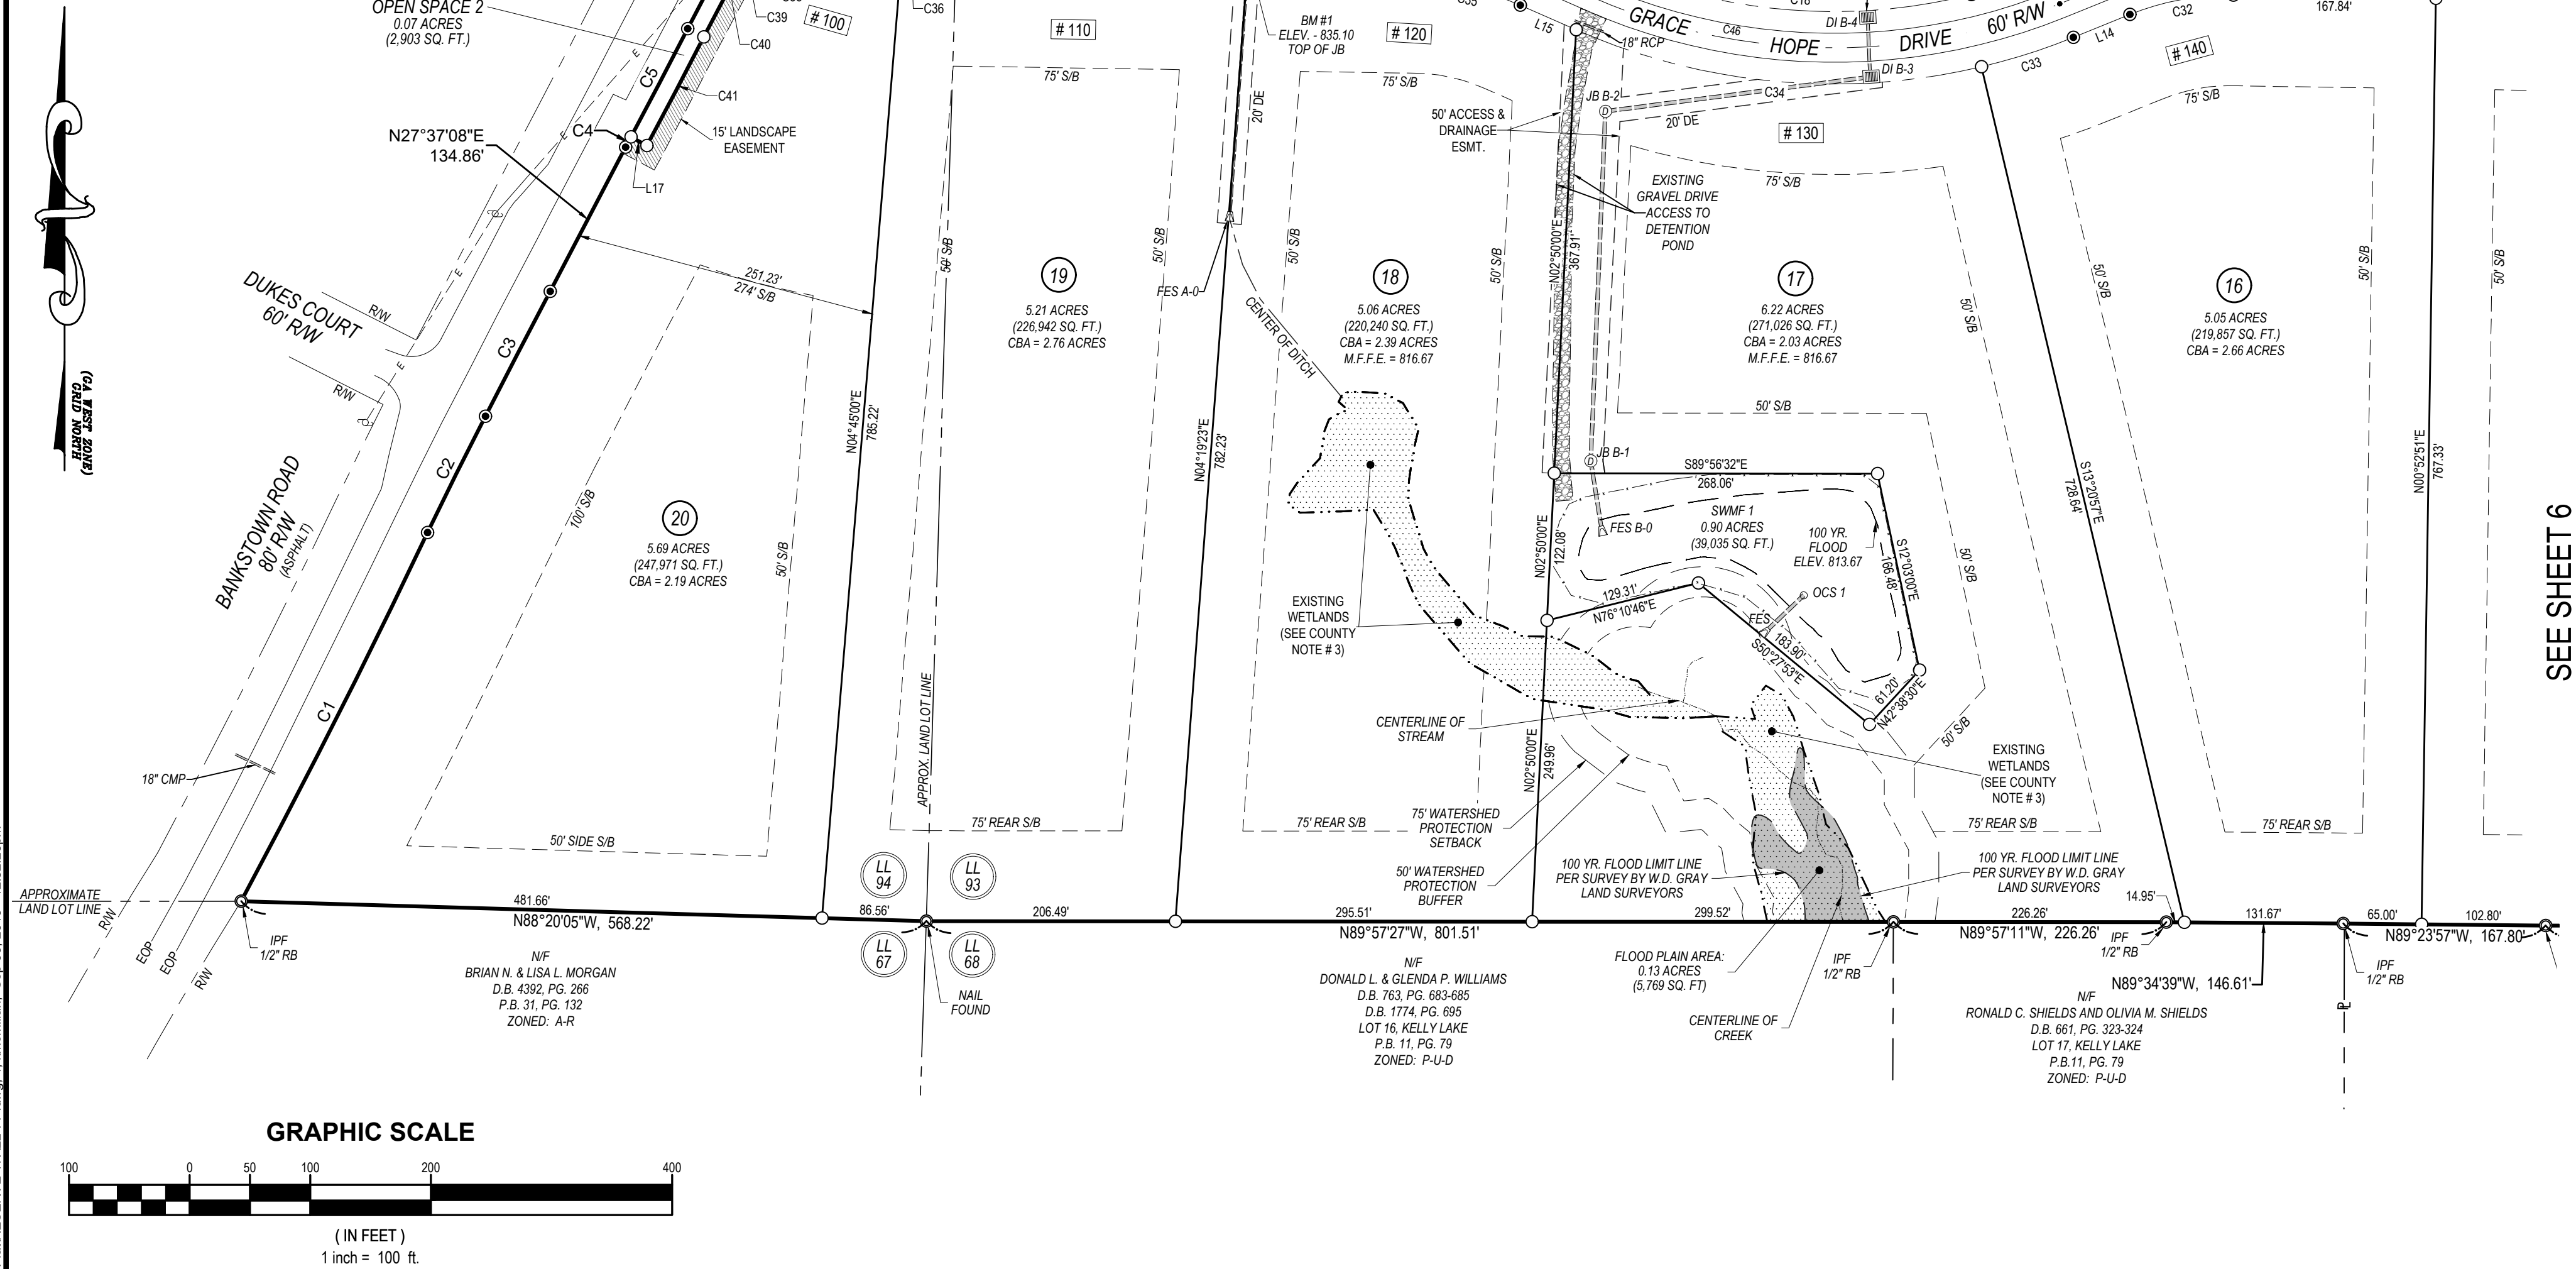 OPEN SPACE 2
0.07 ACRES
(2,903 SQ. FT.)
C39
C40
# 100
C36
# 110
BM #1
ELEV. - 835.10
TOP OF JB
# 120
L15
18" RCP
GRACE HOPE DRIVE 60' R/W
C46
DI B-4
C32
L14
C33
# 140
167.84'
DI B-3
C34
JB B-2
20' DE
# 130
C5
C41
15' LANDSCAPE
EASEMENT
C4
N27°37'08"E
134.86'
L17
75' S/B
20' DE
75' S/B
50' ACCESS &
DRAINAGE
ESMT.
75' S/B
75' S/B
EXISTING
GRAVEL DRIVE
ACCESS TO
DETENTION
POND
(GA WEST ZONE)
GRID NORTH
E
E
E
E
DUKES COURT
60' R/W
R/W
R/W
251.23'
274' S/B
50' S/B
50' S/B
50' S/B
50' S/B
N02°50'00"E
367.91'
50' S/B
50' S/B
50' S/B
50' S/B
FES A-0
CENTER OF DITCH
19
5.21 ACRES
(226,942 SQ. FT.)
CBA = 2.76 ACRES
18
5.06 ACRES
(220,240 SQ. FT.)
CBA = 2.39 ACRES
M.F.F.E. = 816.67
17
6.22 ACRES
(271,026 SQ. FT.)
CBA = 2.03 ACRES
M.F.F.E. = 816.67
16
5.05 ACRES
(219,857 SQ. FT.)
CBA = 2.66 ACRES
C3
C2
C1
BANKSTOWN ROAD
80' R/W
(ASPHALT)
100' S/B
20
5.69 ACRES
(247,971 SQ. FT.)
CBA = 2.19 ACRES
50' S/B
N04°45'00"E
785.22'
N04°19'23"E
782.23'
50' S/B
JB B-1
S89°56'32"E
268.06'
S13°20'57"E
728.64'
N00°52'51"E
767.33'
SEE SHEET 6
FES B-0
SWMF 1
0.90 ACRES
(39,035 SQ. FT.)
100 YR.
FLOOD
ELEV. 813.67
N02°50'00"E
122.08'
S12°03'00"E
166.48'
50' S/B
129.31'
N76°10'46"E
OCS 1
FES
183.90'
S50°27'53"E
61.20'
N42°38'30"E
50' S/B
EXISTING
WETLANDS
(SEE COUNTY
NOTE # 3)
CENTERLINE OF
STREAM
EXISTING
WETLANDS
(SEE COUNTY
NOTE # 3)
N02°50'00"E
249.96'
APPROX. LAND LOT LINE
18" CMP
50' SIDE S/B
75' REAR S/B
75' REAR S/B
75' WATERSHED
PROTECTION
SETBACK
75' REAR S/B
75' REAR S/B
50' WATERSHED
PROTECTION
BUFFER
100 YR. FLOOD LIMIT LINE
PER SURVEY BY W.D. GRAY
LAND SURVEYORS
100 YR. FLOOD LIMIT LINE
PER SURVEY BY W.D. GRAY
LAND SURVEYORS
APPROXIMATE
LAND LOT LINE
R/W
EOP
EOP
R/W
IPF
1/2" RB
481.66'
N88°20'05"W, 568.22'
86.56'
LL
94
LL
93
LL
67
LL
68
NAIL
FOUND
206.49'
295.51'
N89°57'27"W, 801.51'
299.52'
IPF
1/2" RB
226.26'
N89°57'11"W, 226.26'
14.95'
IPF
1/2" RB
131.67'
N89°34'39"W, 146.61'
65.00'
102.80'
N89°23'57"W, 167.80'
IPF
1/2" RB
N/F
BRIAN N. & LISA L. MORGAN
D.B. 4392, PG. 266
P.B. 31, PG. 132
ZONED: A-R
N/F
DONALD L. & GLENDA P. WILLIAMS
D.B. 763, PG. 683-685
D.B. 1774, PG. 695
LOT 16, KELLY LAKE
P.B. 11, PG. 79
ZONED: P-U-D
FLOOD PLAIN AREA:
0.13 ACRES
(5,769 SQ. FT)
CENTERLINE OF
CREEK
N/F
RONALD C. SHIELDS AND OLIVIA M. SHIELDS
D.B. 661, PG. 323-324
LOT 17, KELLY LAKE
P.B.11, PG. 79
ZONED: P-U-D
GRAPHIC SCALE
100 0 50 100 200 400
( IN FEET )
1 inch = 100 ft.